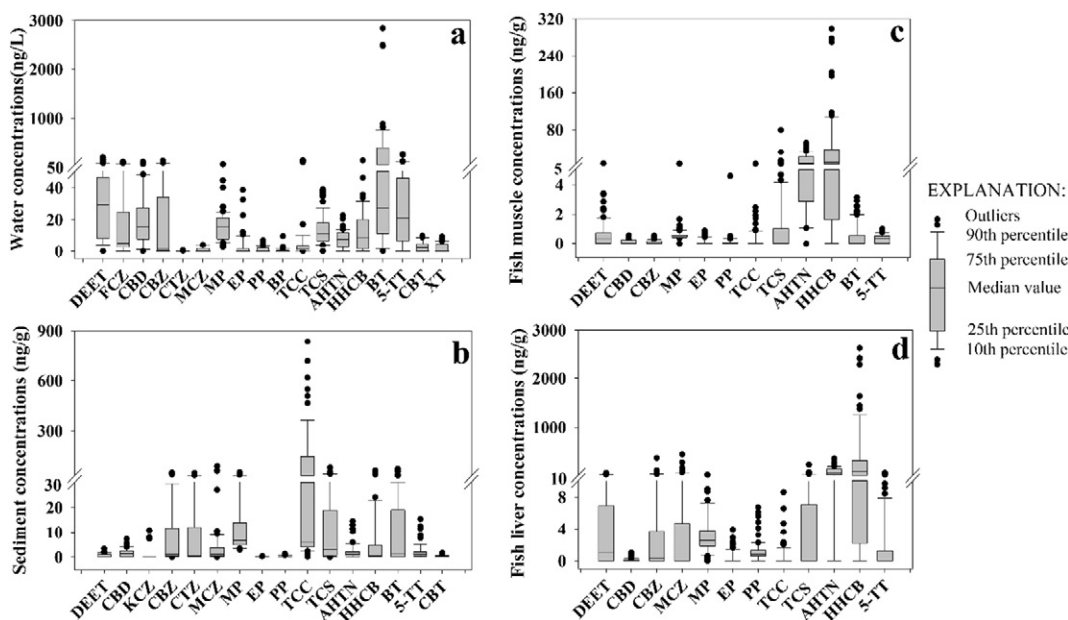 a
Water concentrations(ng/L)
3000
2000
1000
50
40
20
0
DEET FCZ CBD CBZ CTZ MCZ MP EP PP BP TCC TCS AHTN HHCB BT 5-TT CBT XT
c
Fish muscle concentrations (ng/g)
320
240
160
80
5
4
2
0
DEET CBD CBZ MP EP PP TCC TCS AHTN HHCB BT 5-TT
EXPLANATION:
Outliers
90th percentile
75th percentile
Median value
25th percentile
10th percentile
b
Sediment concentrations (ng/g)
900
600
300
30
20
10
0
DEET CBD KCZ CBZ CTZ MCZ MP EP PP TCC TCS AHTN HHCB BT 5-TT CBT
d
Fish liver concentrations (ng/g)
3000
2000
1000
10
8
4
0
DEET CBD CBZ MCZ MP EP PP TCC TCS AHTN HHCB 5-TT